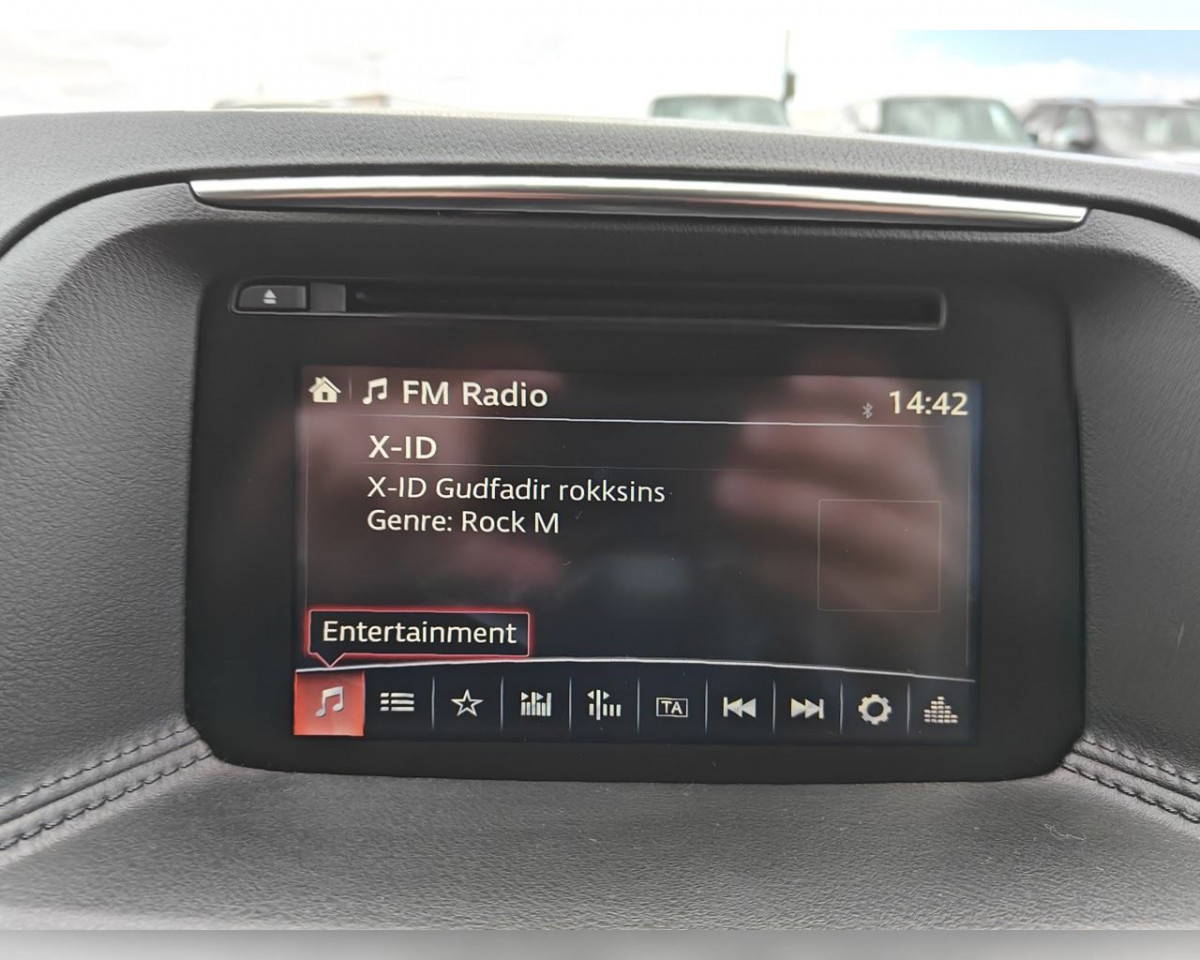 FM Radio 14:42
X-ID
X-ID Gudfadir rokksins
Genre: Rock M
Entertainment
TA